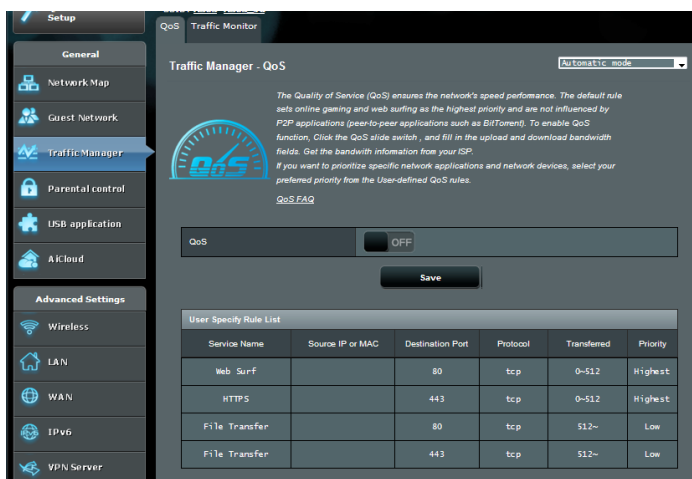 Setup
General
Network Map
Guest Network
Traffic Manager
Parental control
USB application
AiCloud
Advanced Settings
Wireless
LAN
WAN
IPv6
VPN Server
QoS
Traffic Monitor
Traffic Manager - QoS
Automatic mode
The Quality of Service (QoS) ensures the network's speed performance. The default rule
sets online gaming and web surfing as the highest priority and are not influenced by
P2P applications (peer-to-peer applications such as BitTorrent). To enable QoS
function, Click the QoS slide switch , and fill in the upload and download bandwidth
fields. Get the bandwidth information from your ISP.
If you want to prioritize specific network applications and network devices, select your
preferred priority from the User-defined QoS rules.
QoS
QoS FAQ
QoS OFF
Save
User Specify Rule List
Service Name Source IP or MAC Destination Port Protocol Transferred Priority
Web Surf 80 tcp 0~512 Highest
HTTPS 443 tcp 0~512 Highest
File Transfer 80 tcp 512~ Low
File Transfer 443 tcp 512~ Low